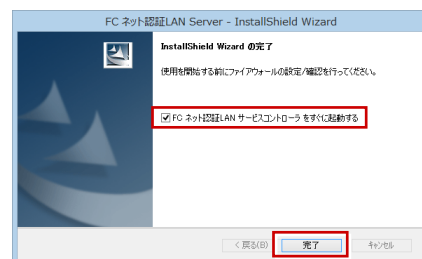 FC ネット認証LAN Server - InstallShield Wizard
InstallShield Wizard の完了
使用を開始する前にファイアウォールの設定/確認を行ってください。
FC ネット認証LAN サービスコントローラ をすぐに起動する
< 戻る(B)
完了
キャンセル